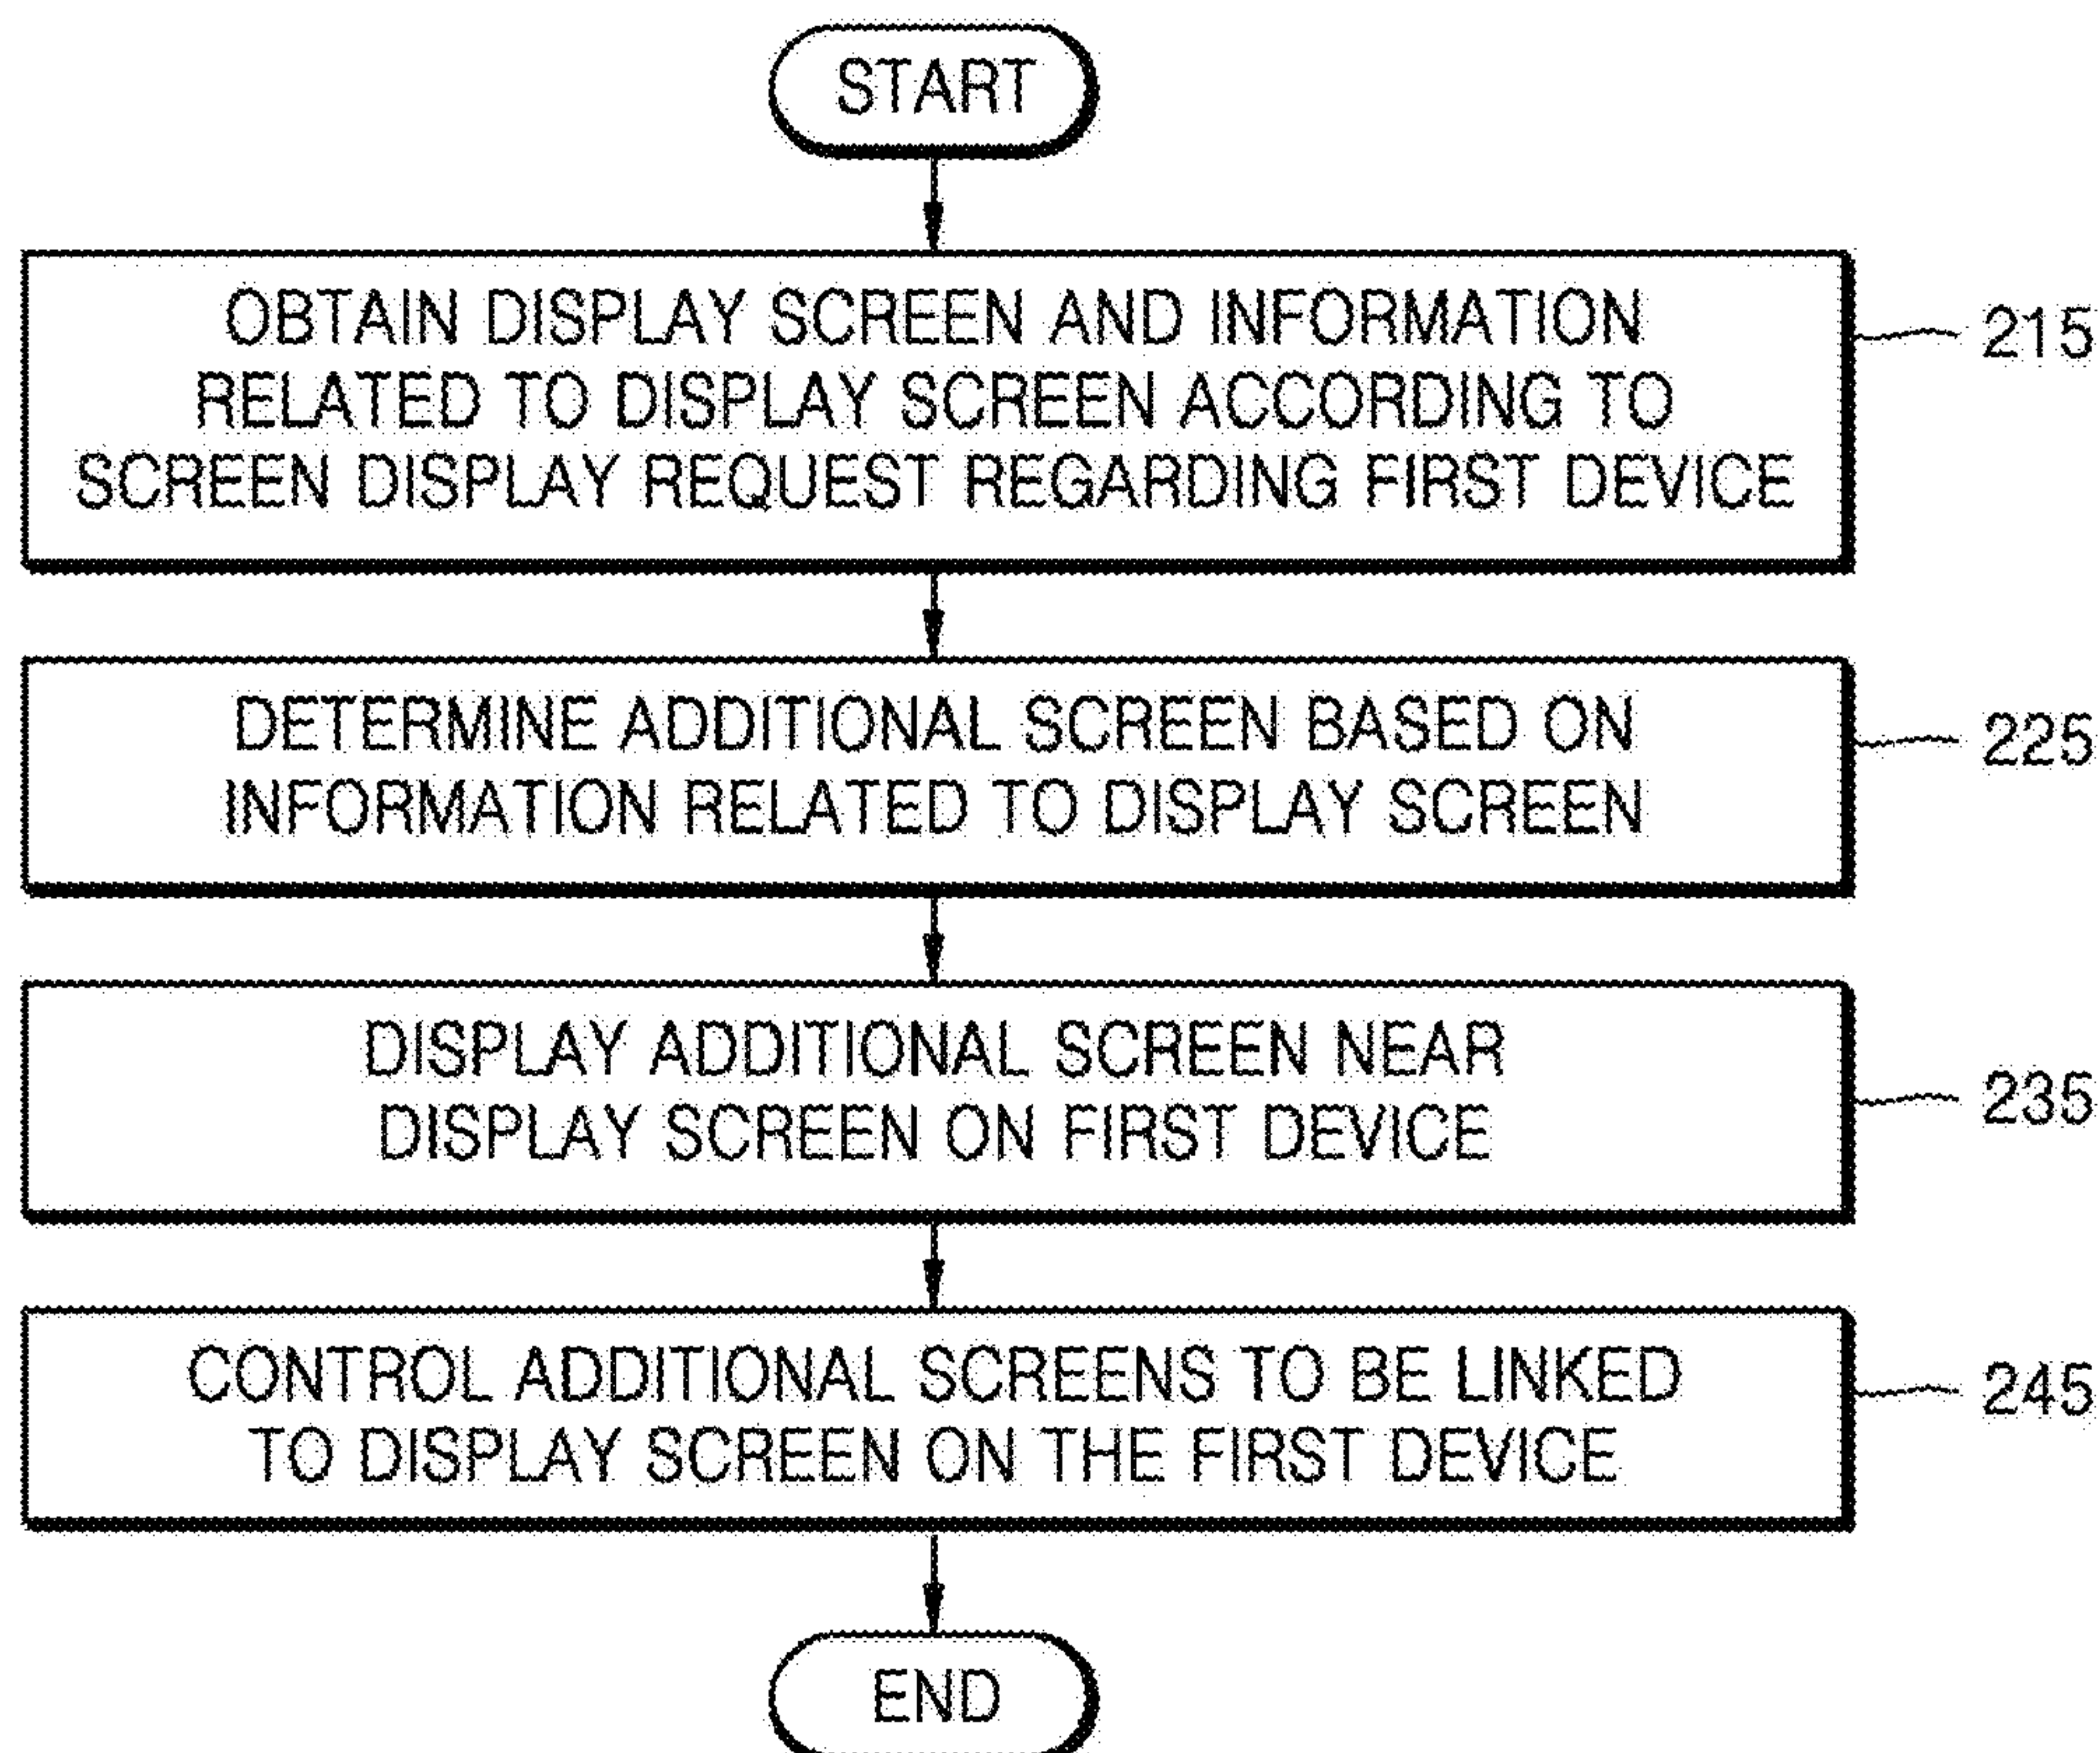 START
OBTAIN DISPLAY SCREEN AND INFORMATION
RELATED TO DISPLAY SCREEN ACCORDING TO
SCREEN DISPLAY REQUEST REGARDING FIRST DEVICE
215
DETERMINE ADDITIONAL SCREEN BASED ON
INFORMATION RELATED TO DISPLAY SCREEN
225
DISPLAY ADDITIONAL SCREEN NEAR
DISPLAY SCREEN ON FIRST DEVICE
235
CONTROL ADDITIONAL SCREENS TO BE LINKED
TO DISPLAY SCREEN ON THE FIRST DEVICE
245
END